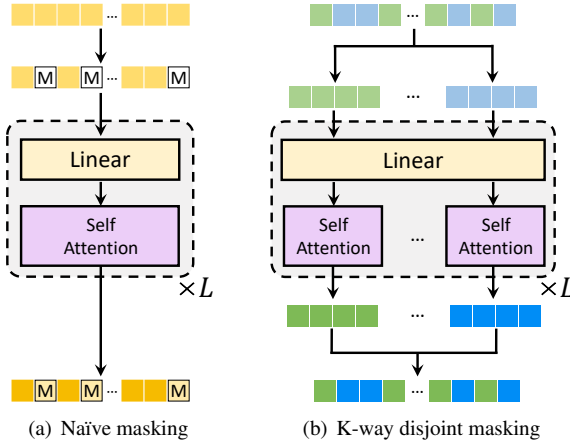 ...
...
M M ... M
... 
Linear
Linear
Self
Attention
Self
Attention
...
Self
Attention
× L
× L
...
M M ... M
...
(a) Naïve masking
(b) K-way disjoint masking